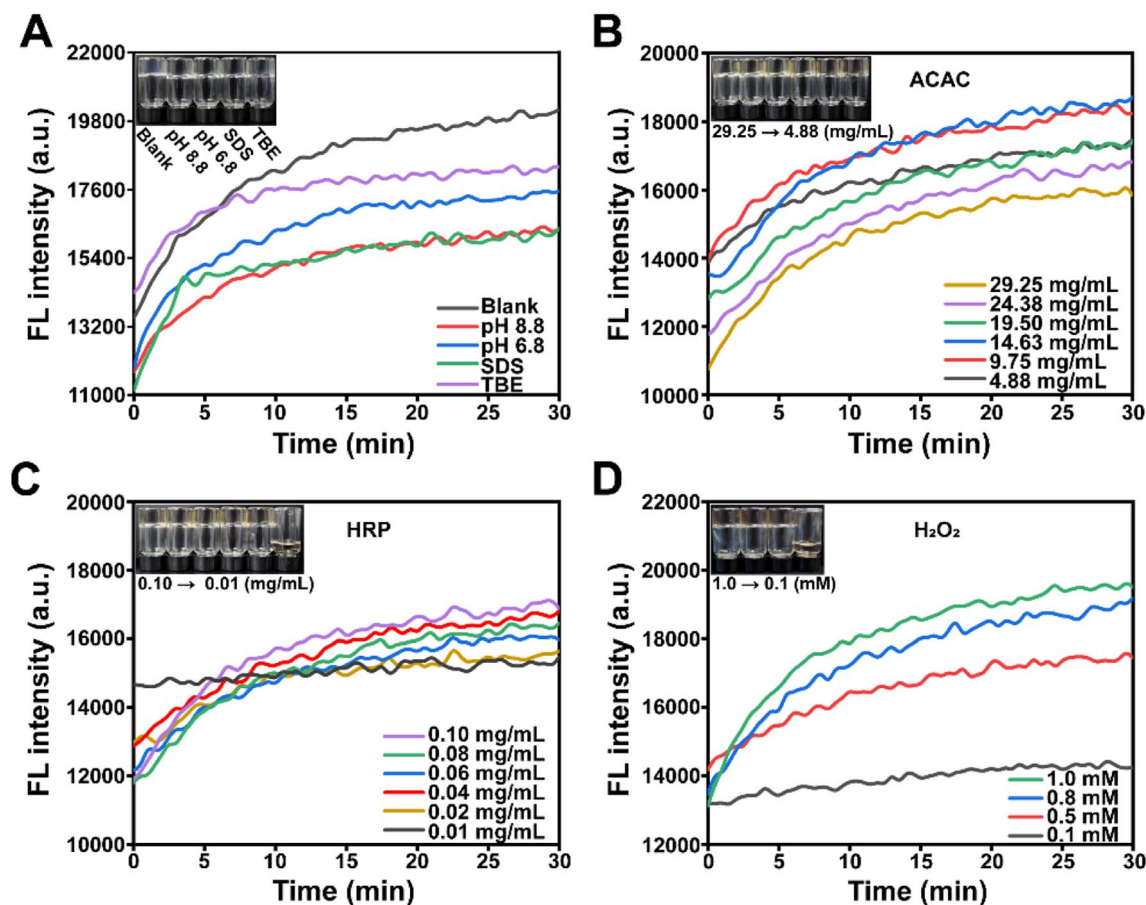 A
22000
19800
17600
15400
13200
11000
FL intensity (a.u.)
Blank
pH 8.8
pH 6.8
SDS
TBE
Blank
pH 8.8
pH 6.8
SDS
TBE
0 5 10 15 20 25 30
Time (min)
B
20000
18000
16000
14000
12000
10000
FL intensity (a.u.)
ACAC
29.25 → 4.88 (mg/mL)
29.25 mg/mL
24.38 mg/mL
19.50 mg/mL
14.63 mg/mL
9.75 mg/mL
4.88 mg/mL
0 5 10 15 20 25 30
Time (min)
C
20000
18000
16000
14000
12000
10000
FL intensity (a.u.)
HRP
0.10 → 0.01 (mg/mL)
0.10 mg/mL
0.08 mg/mL
0.06 mg/mL
0.04 mg/mL
0.02 mg/mL
0.01 mg/mL
0 5 10 15 20 25 30
Time (min)
D
22000
20000
18000
16000
14000
12000
FL intensity (a.u.)
H₂O₂
1.0 → 0.1 (mM)
1.0 mM
0.8 mM
0.5 mM
0.1 mM
0 5 10 15 20 25 30
Time (min)